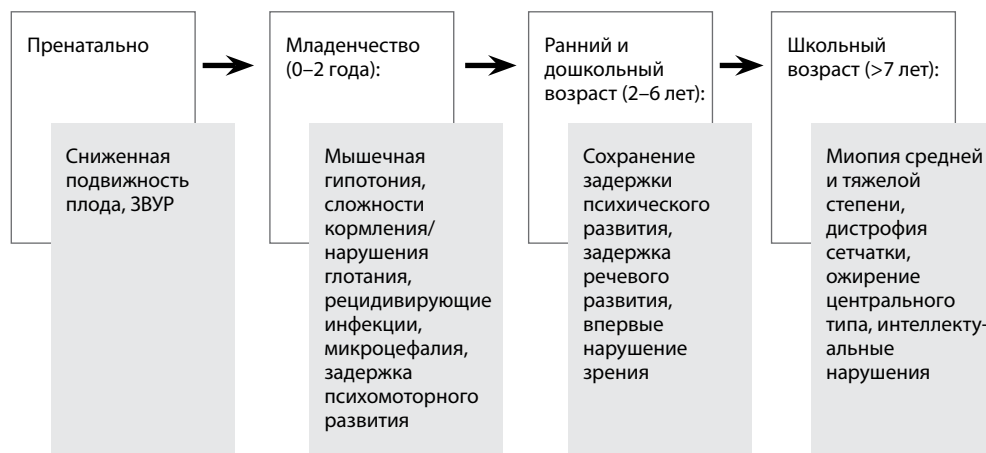 Пренатально
Сниженная
подвижность
плода, ЗВУР
Младенчество
(0–2 года):
Мышечная
гипотония,
сложности
кормления/
нарушения
глотания,
рецидивирующие
инфекции,
микроцефалия,
задержка
психомоторного
развития
Ранний и
дошкольный
возраст (2–6 лет):
Сохранение
задержки
психического
развития,
задержка
речевого
развития,
впервые
нарушение
зрения
Школьный
возраст (>7 лет):
Миопия средней
и тяжелой
степени,
дистрофия
сетчатки,
ожирение
центрального
типа, интеллекту-
альные
нарушения